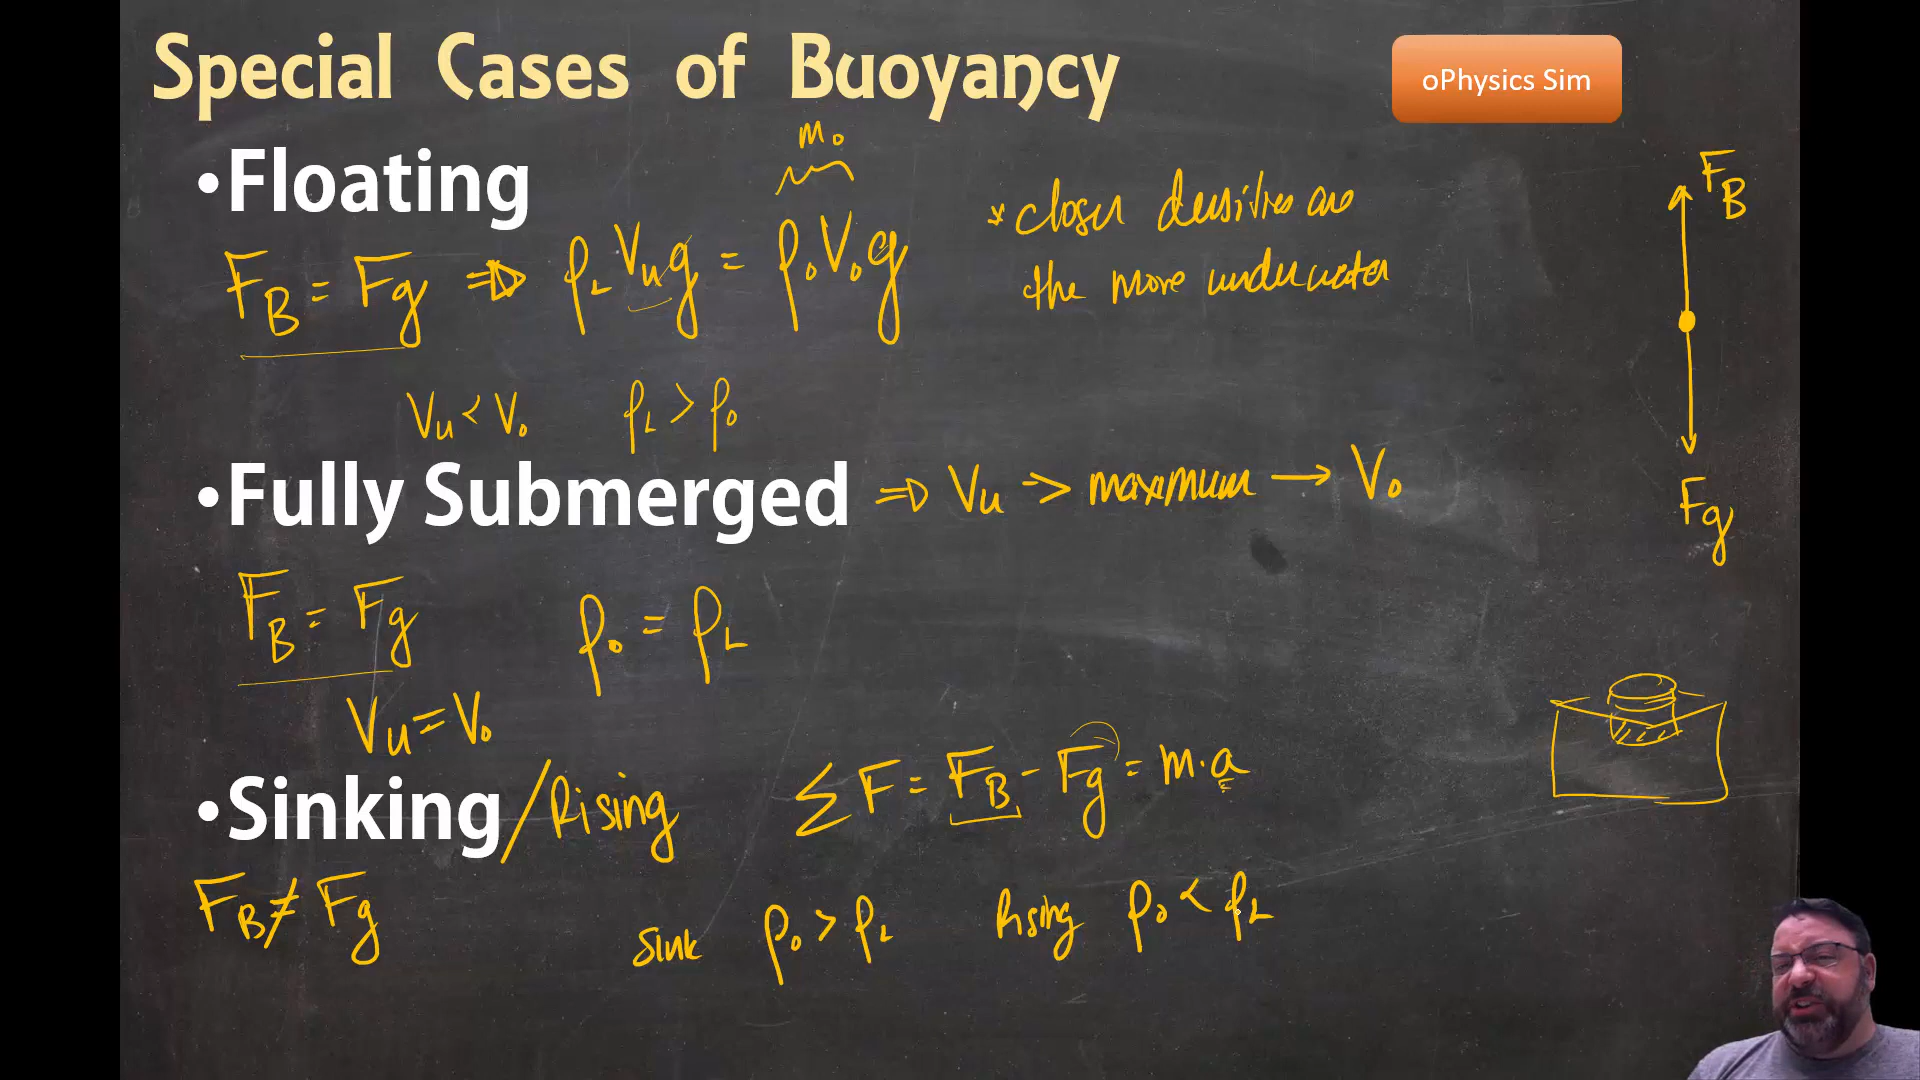 Special Cases of Buoyancy
oPhysics Sim
•Floating
m₀
F_B = Fg ⇒ ρ_L V_u g = ρ₀ V₀ g
* closer densities are
the more underwater
F_B
V_u < V₀ ρ_L > ρ₀
•Fully Submerged ⇒ V_u -> maximum → V₀
Fg
F_B = Fg ρ₀ = ρ_L
V_u = V₀
•Sinking /Rising ΣF = F_B - Fg = m·a
F_B ≠ Fg
sink ρ₀ > ρ_L Rising ρ₀ < ρ_L